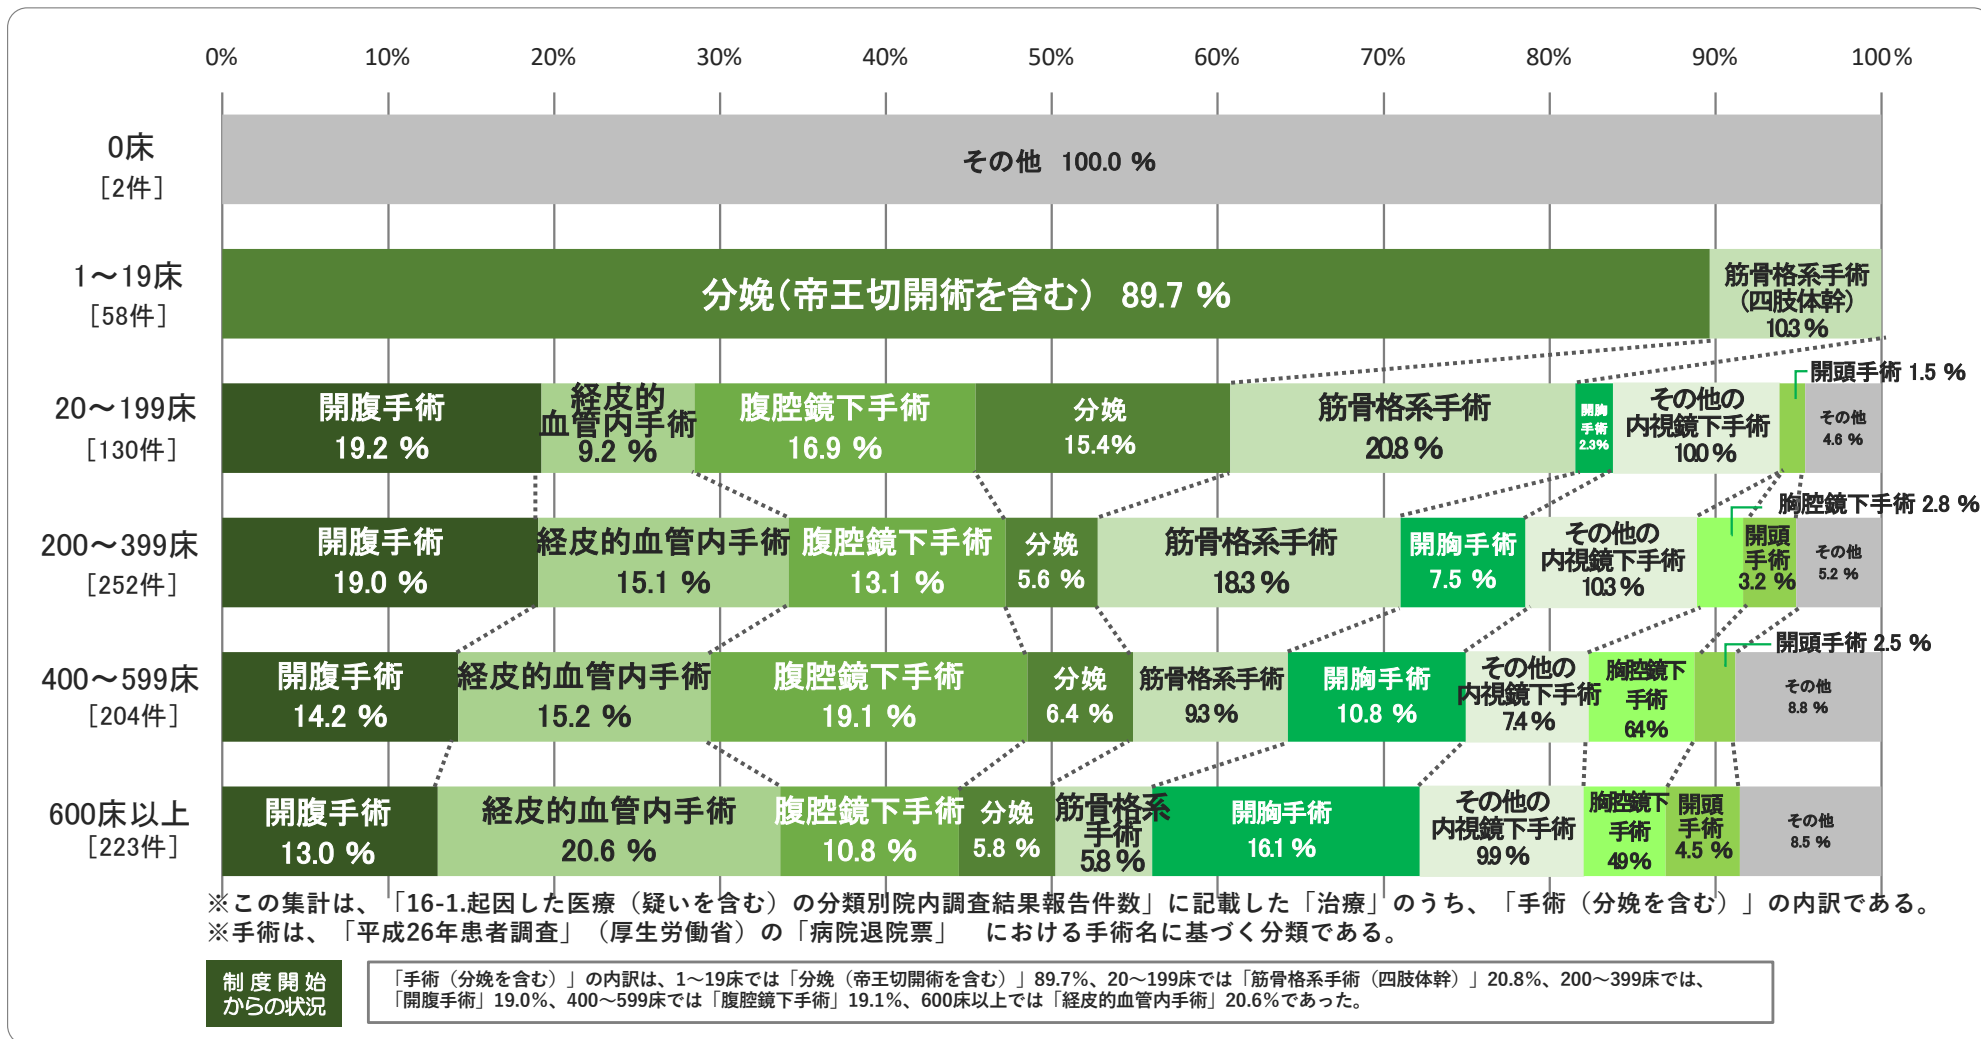 0% 10% 20% 30% 40% 50% 60% 70% 80% 90% 100%
0床
[2件]
その他 100.0 %
1～19床
[58件]
分娩(帝王切開術を含む) 89.7 %
筋骨格系手術
(四肢体幹)
10.3 %
20～199床
[130件]
開腹手術
19.2 %
経皮的
血管内手術
9.2 %
腹腔鏡下手術
16.9 %
分娩
15.4%
筋骨格系手術
20.8 %
開胸
手術
2.3%
その他の
内視鏡下手術
10.0 %
開頭手術 1.5 %
その他
4.6 %
200～399床
[252件]
開腹手術
19.0 %
経皮的血管内手術
15.1 %
腹腔鏡下手術
13.1 %
分娩
5.6 %
筋骨格系手術
18.3 %
開胸手術
7.5 %
その他の
内視鏡下手術
10.3 %
胸腔鏡下手術 2.8 %
開頭
手術
3.2 %
その他
5.2 %
400～599床
[204件]
開腹手術
14.2 %
経皮的血管内手術
15.2 %
腹腔鏡下手術
19.1 %
分娩
6.4 %
筋骨格系手術
9.3 %
開胸手術
10.8 %
その他の
内視鏡下手術
7.4 %
胸腔鏡下
手術
6.4 %
開頭手術 2.5 %
その他
8.8 %
600床以上
[223件]
開腹手術
13.0 %
経皮的血管内手術
20.6 %
腹腔鏡下手術
10.8 %
分娩
5.8 %
筋骨格系
手術
5.8 %
開胸手術
16.1 %
その他の
内視鏡下手術
9.9 %
胸腔鏡下
手術
4.9 %
開頭
手術
4.5 %
その他
8.5 %
※この集計は、「16-1.起因した医療（疑いを含む）の分類別院内調査結果報告件数」に記載した「治療」のうち、「手術（分娩を含む）」の内訳である。
※手術は、「平成26年患者調査」（厚生労働省）の「病院退院票」 における手術名に基づく分類である。
制度開始
からの状況
「手術（分娩を含む）」の内訳は、1～19床では「分娩（帝王切開術を含む）」89.7%、20～199床では「筋骨格系手術（四肢体幹）」20.8%、200～399床では、
「開腹手術」19.0%、400～599床では「腹腔鏡下手術」19.1%、600床以上では「経皮的血管内手術」20.6%であった。